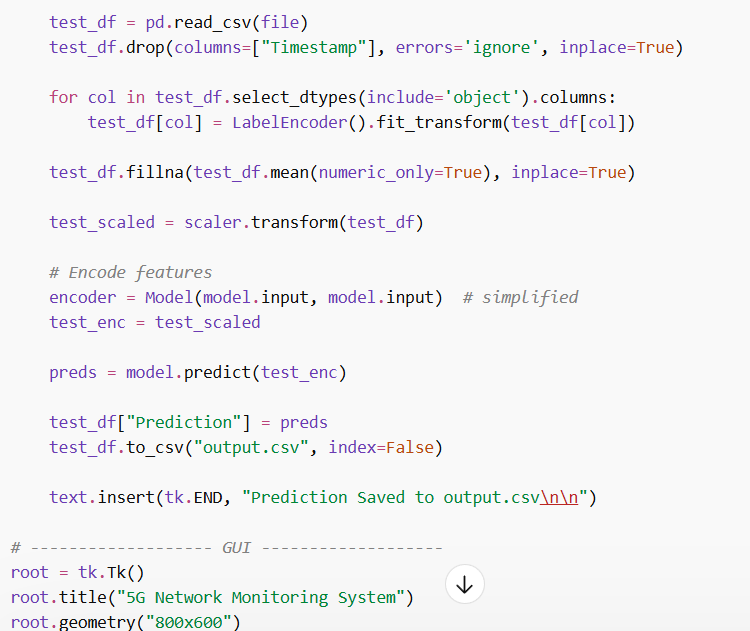 test_df = pd.read_csv(file)
test_df.drop(columns=["Timestamp"], errors='ignore', inplace=True)
for col in test_df.select_dtypes(include='object').columns:
test_df[col] = LabelEncoder().fit_transform(test_df[col])
test_df.fillna(test_df.mean(numeric_only=True), inplace=True)
test_scaled = scaler.transform(test_df)
# Encode features
encoder = Model(model.input, model.input)  # simplified
test_enc = test_scaled
preds = model.predict(test_enc)
test_df["Prediction"] = preds
test_df.to_csv("output.csv", index=False)
text.insert(tk.END, "Prediction Saved to output.csv\n\n")
# ------------------- GUI -------------------
root = tk.Tk()
root.title("5G Network Monitoring System")
root.geometry("800x600")